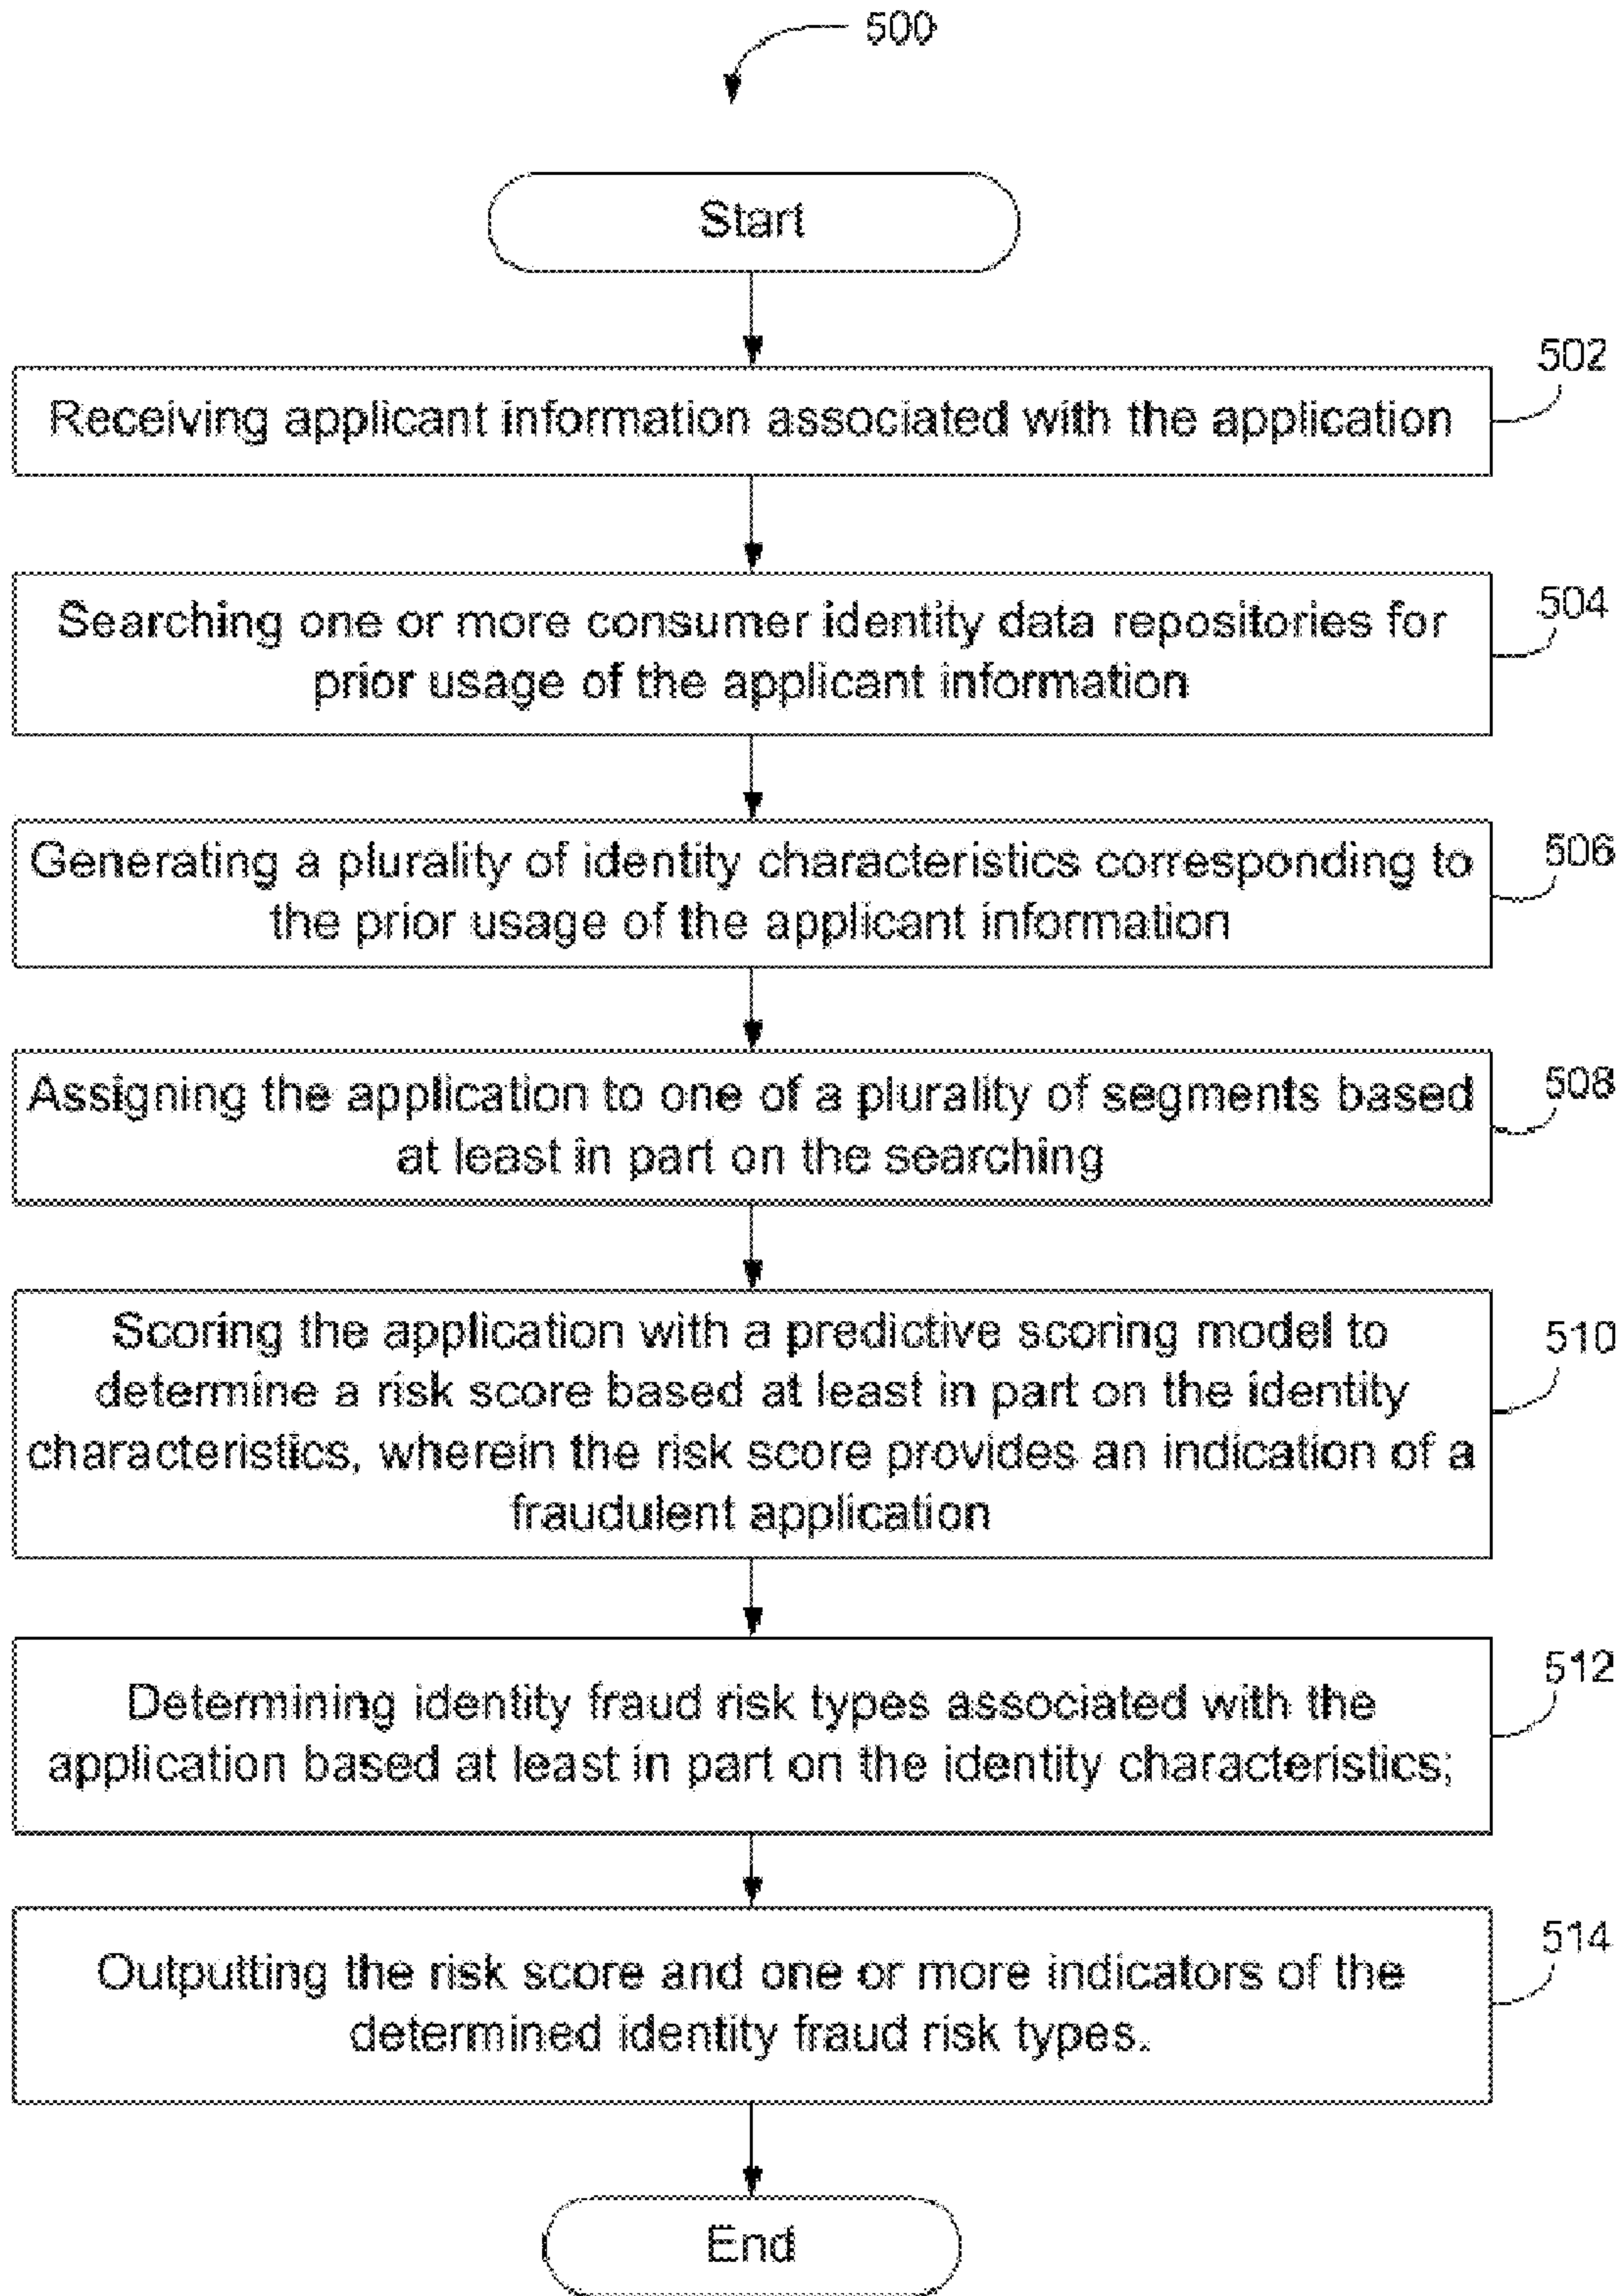 500
Start
502
Receiving applicant information associated with the application
504
Searching one or more consumer identity data repositories for
prior usage of the applicant information
506
Generating a plurality of identity characteristics corresponding to
the prior usage of the applicant information
508
Assigning the application to one of a plurality of segments based
at least in part on the searching
510
Scoring the application with a predictive scoring model to
determine a risk score based at least in part on the identity
characteristics, wherein the risk score provides an indication of a
fraudulent application
512
Determining identity fraud risk types associated with the
application based at least in part on the identity characteristics;
514
Outputting the risk score and one or more indicators of the
determined identity fraud risk types.
End